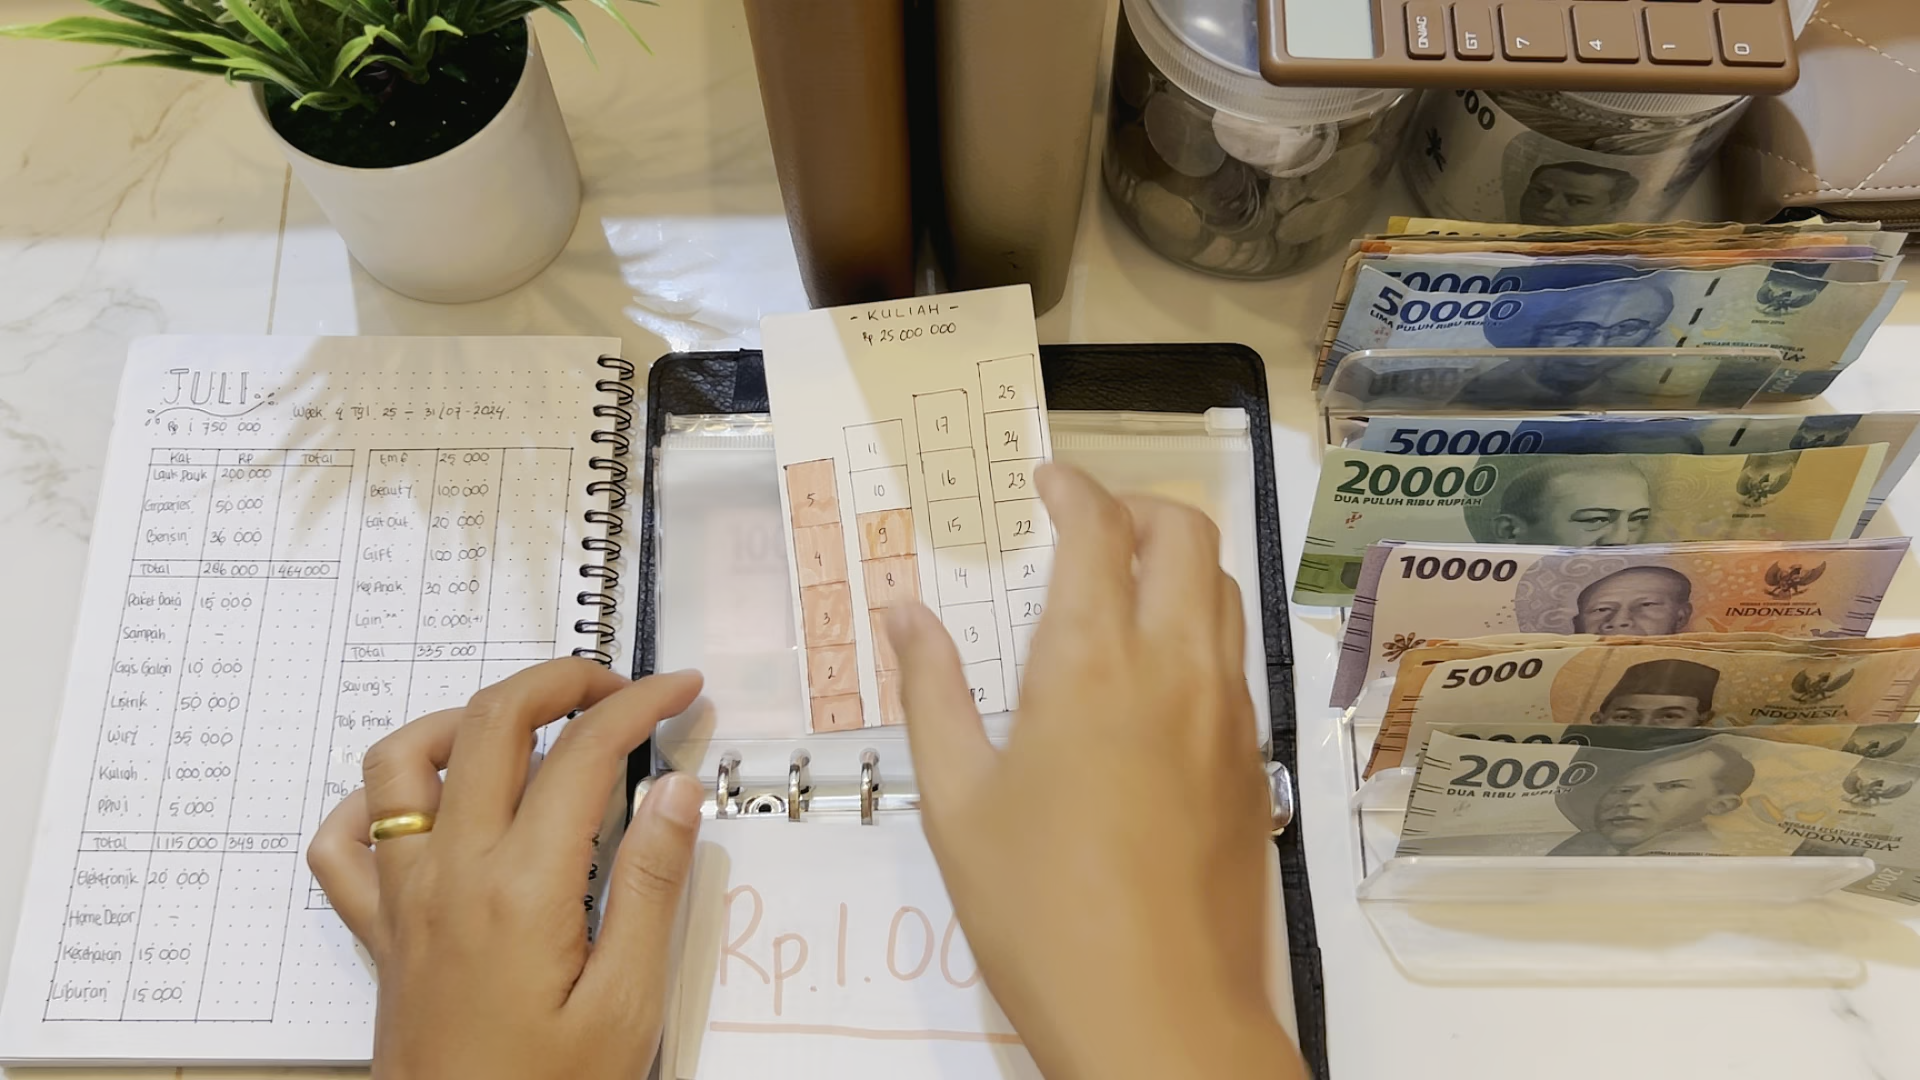 JULI
Week 4 Tgl 25 - 31/07-2024
Rp 1 750 000
Kat Rp Total
Lauk Pauk 200 000
Groceries 50 000
Bensin 36 000
Total 286 000 1 464 000
Paket Data 15 000
Sampah -
Gas. Galon 10 000
Listrik 50 000
WiFi 35 000
Kuliah 1 000 000
PPNI 5 000
Total 1 115 000 349 000
Elektronik 20 000
Home Decor -
Kesehatan 15 000
Liburan 15 000
25 000
Beauty 100 000
Eat Out 20 000
Gift 100 000
Kep Anak 30 000
Lain" 10 000
Total 335 000
Saving's -
Tab Anak
- KULIAH -
Rp 25 000 000
5
4
3
2
1
11
10
9
8
17
16
15
14
13
25
24
23
22
21
20
Rp.1.00
ON/AC GT 7 4 1 0
50000
50000
LIMA PULUH RIBU RUPIAH
50000
20000
DUA PULUH RIBU RUPIAH
10000
INDONESIA
5000
INDONESIA
2000
DUA RIBU RUPIAH
NEGARA KESATUAN REPUBLIK
INDONESIA
2000